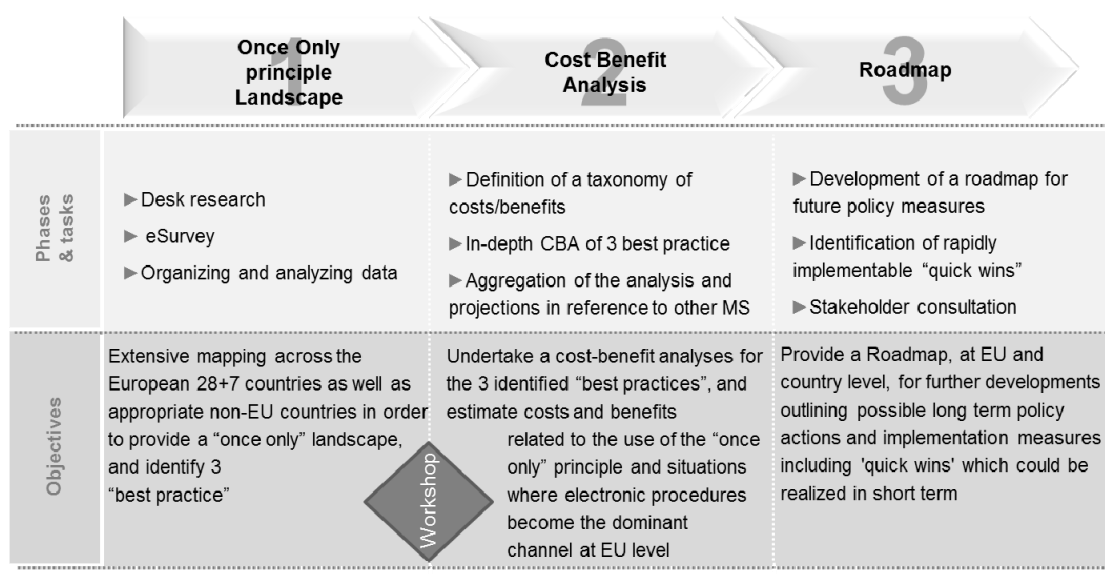 1
Once Only
principle
Landscape
2
Cost Benefit
Analysis
3
Roadmap
Phases
& tasks
Desk research
eSurvey
Organizing and analyzing data
Definition of a taxonomy of
costs/benefits
In-depth CBA of 3 best practice
Aggregation of the analysis and
projections in reference to other MS
Development of a roadmap for
future policy measures
Identification of rapidly
implementable “quick wins”
Stakeholder consultation
Objectives
Extensive mapping across the
European 28+7 countries as well as
appropriate non-EU countries in order
to provide a “once only” landscape,
and identify 3
“best practice”
Workshop
Undertake a cost-benefit analyses for
the 3 identified “best practices”, and
estimate costs and benefits
related to the use of the “once
only” principle and situations
where electronic procedures
become the dominant
channel at EU level
Provide a Roadmap, at EU and
country level, for further developments
outlining possible long term policy
actions and implementation measures
including 'quick wins' which could be
realized in short term